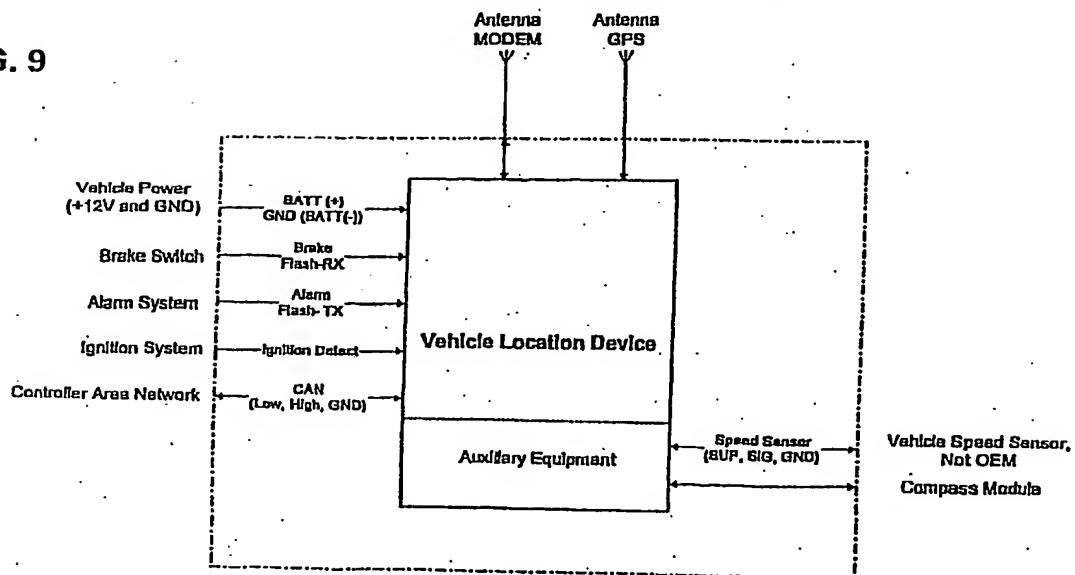 Antenna
MODEM
Antenna
GPS
G. 9
Vehicle Power
(+12V and GND)
BATT (+)
GND (BATT(-))
Brake Switch
Brake
Flash-RX
Alarm System
Alarm
Flash-TX
Ignition System
Ignition Detect
Controller Area Network
CAN
(Low, High, GND)
Vehicle Location Device
Auxiliary Equipment
Speed Sensor
(SUP, SIG, GND)
Vehicle Speed Sensor,
Not OEM
Compass Module